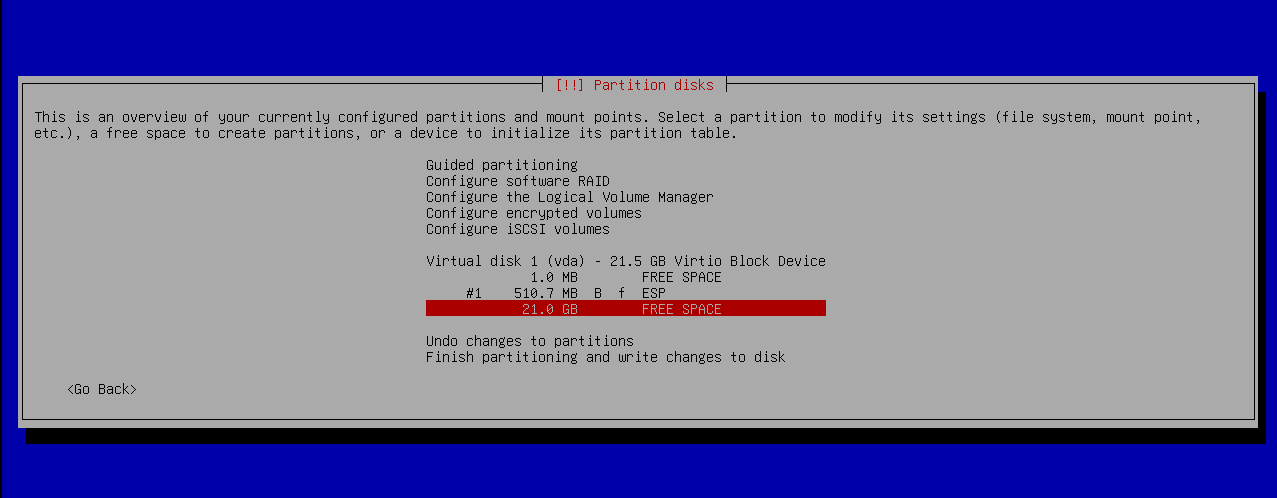 [!!] Partition disks
This is an overview of your currently configured partitions and mount points. Select a partition to modify its settings (file system, mount point,
etc.), a free space to create partitions, or a device to initialize its partition table.
Guided partitioning
Configure software RAID
Configure the Logical Volume Manager
Configure encrypted volumes
Configure iSCSI volumes
Virtual disk 1 (vda) - 21.5 GB Virtio Block Device
1.0 MB FREE SPACE
#1 510.7 MB B f ESP
21.0 GB FREE SPACE
Undo changes to partitions
Finish partitioning and write changes to disk
<Go Back>